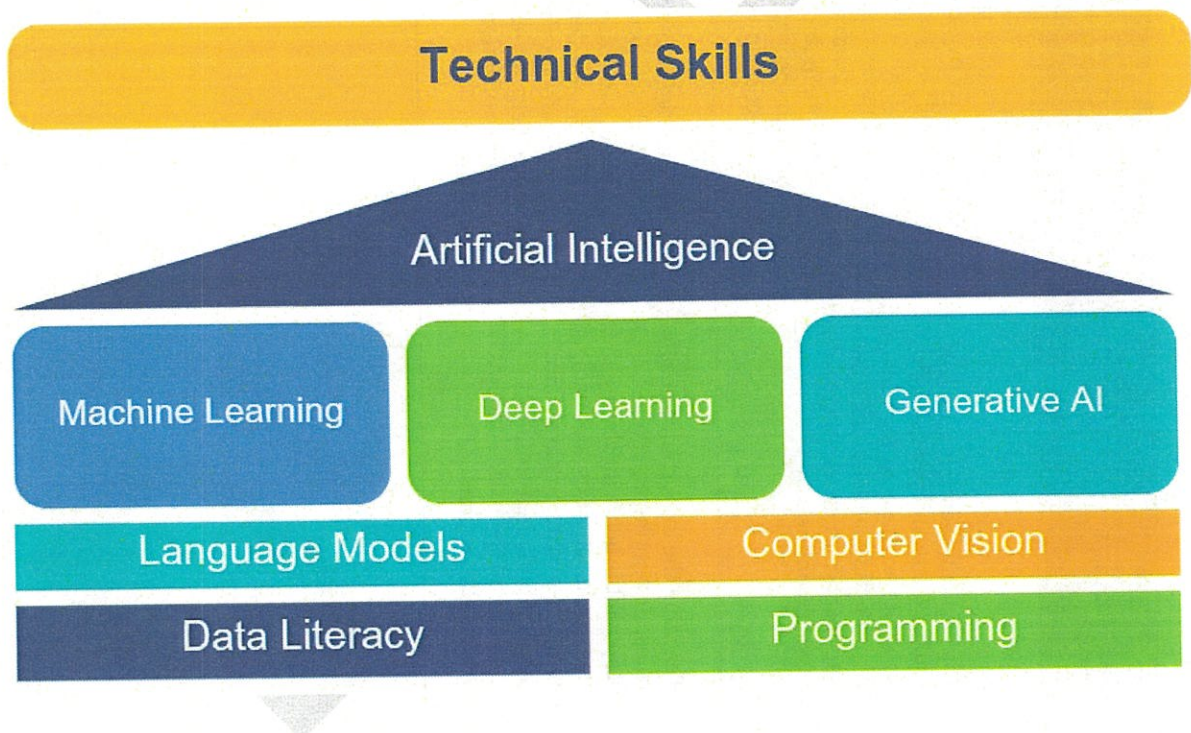 Technical Skills
Artificial Intelligence
Machine Learning
Deep Learning
Generative AI
Language Models
Computer Vision
Data Literacy
Programming